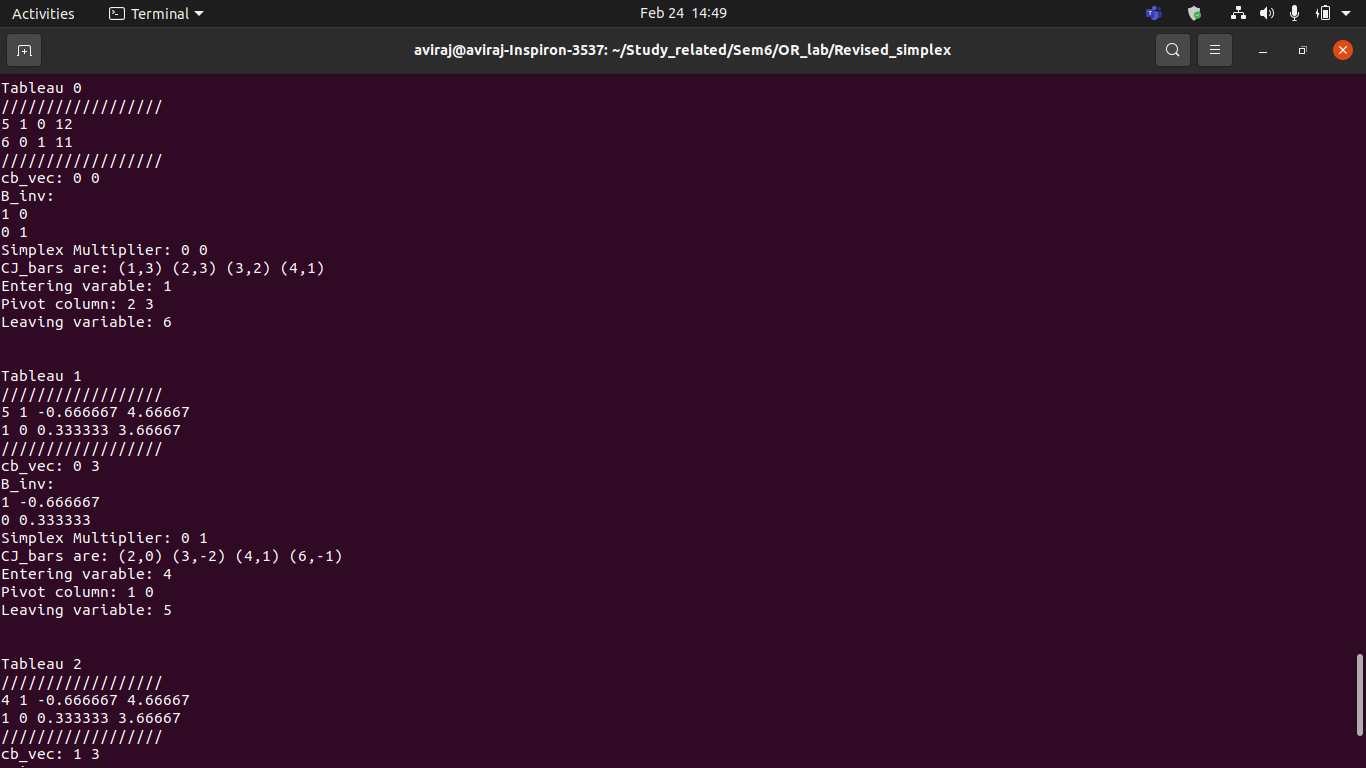 Activities
Terminal
Feb 24 14:49
aviraj@aviraj-Inspiron-3537: ~/Study_related/Sem6/OR_lab/Revised_simplex
Tableau 0
//////////////////
5 1 0 12
6 0 1 11
//////////////////
cb_vec: 0 0
B_inv:
1 0
0 1
Simplex Multiplier: 0 0
CJ_bars are: (1,3) (2,3) (3,2) (4,1)
Entering varable: 1
Pivot column: 2 3
Leaving variable: 6
Tableau 1
//////////////////
5 1 -0.666667 4.66667
1 0 0.333333 3.66667
//////////////////
cb_vec: 0 3
B_inv:
1 -0.666667
0 0.333333
Simplex Multiplier: 0 1
CJ_bars are: (2,0) (3,-2) (4,1) (6,-1)
Entering varable: 4
Pivot column: 1 0
Leaving variable: 5
Tableau 2
//////////////////
4 1 -0.666667 4.66667
1 0 0.333333 3.66667
//////////////////
cb_vec: 1 3